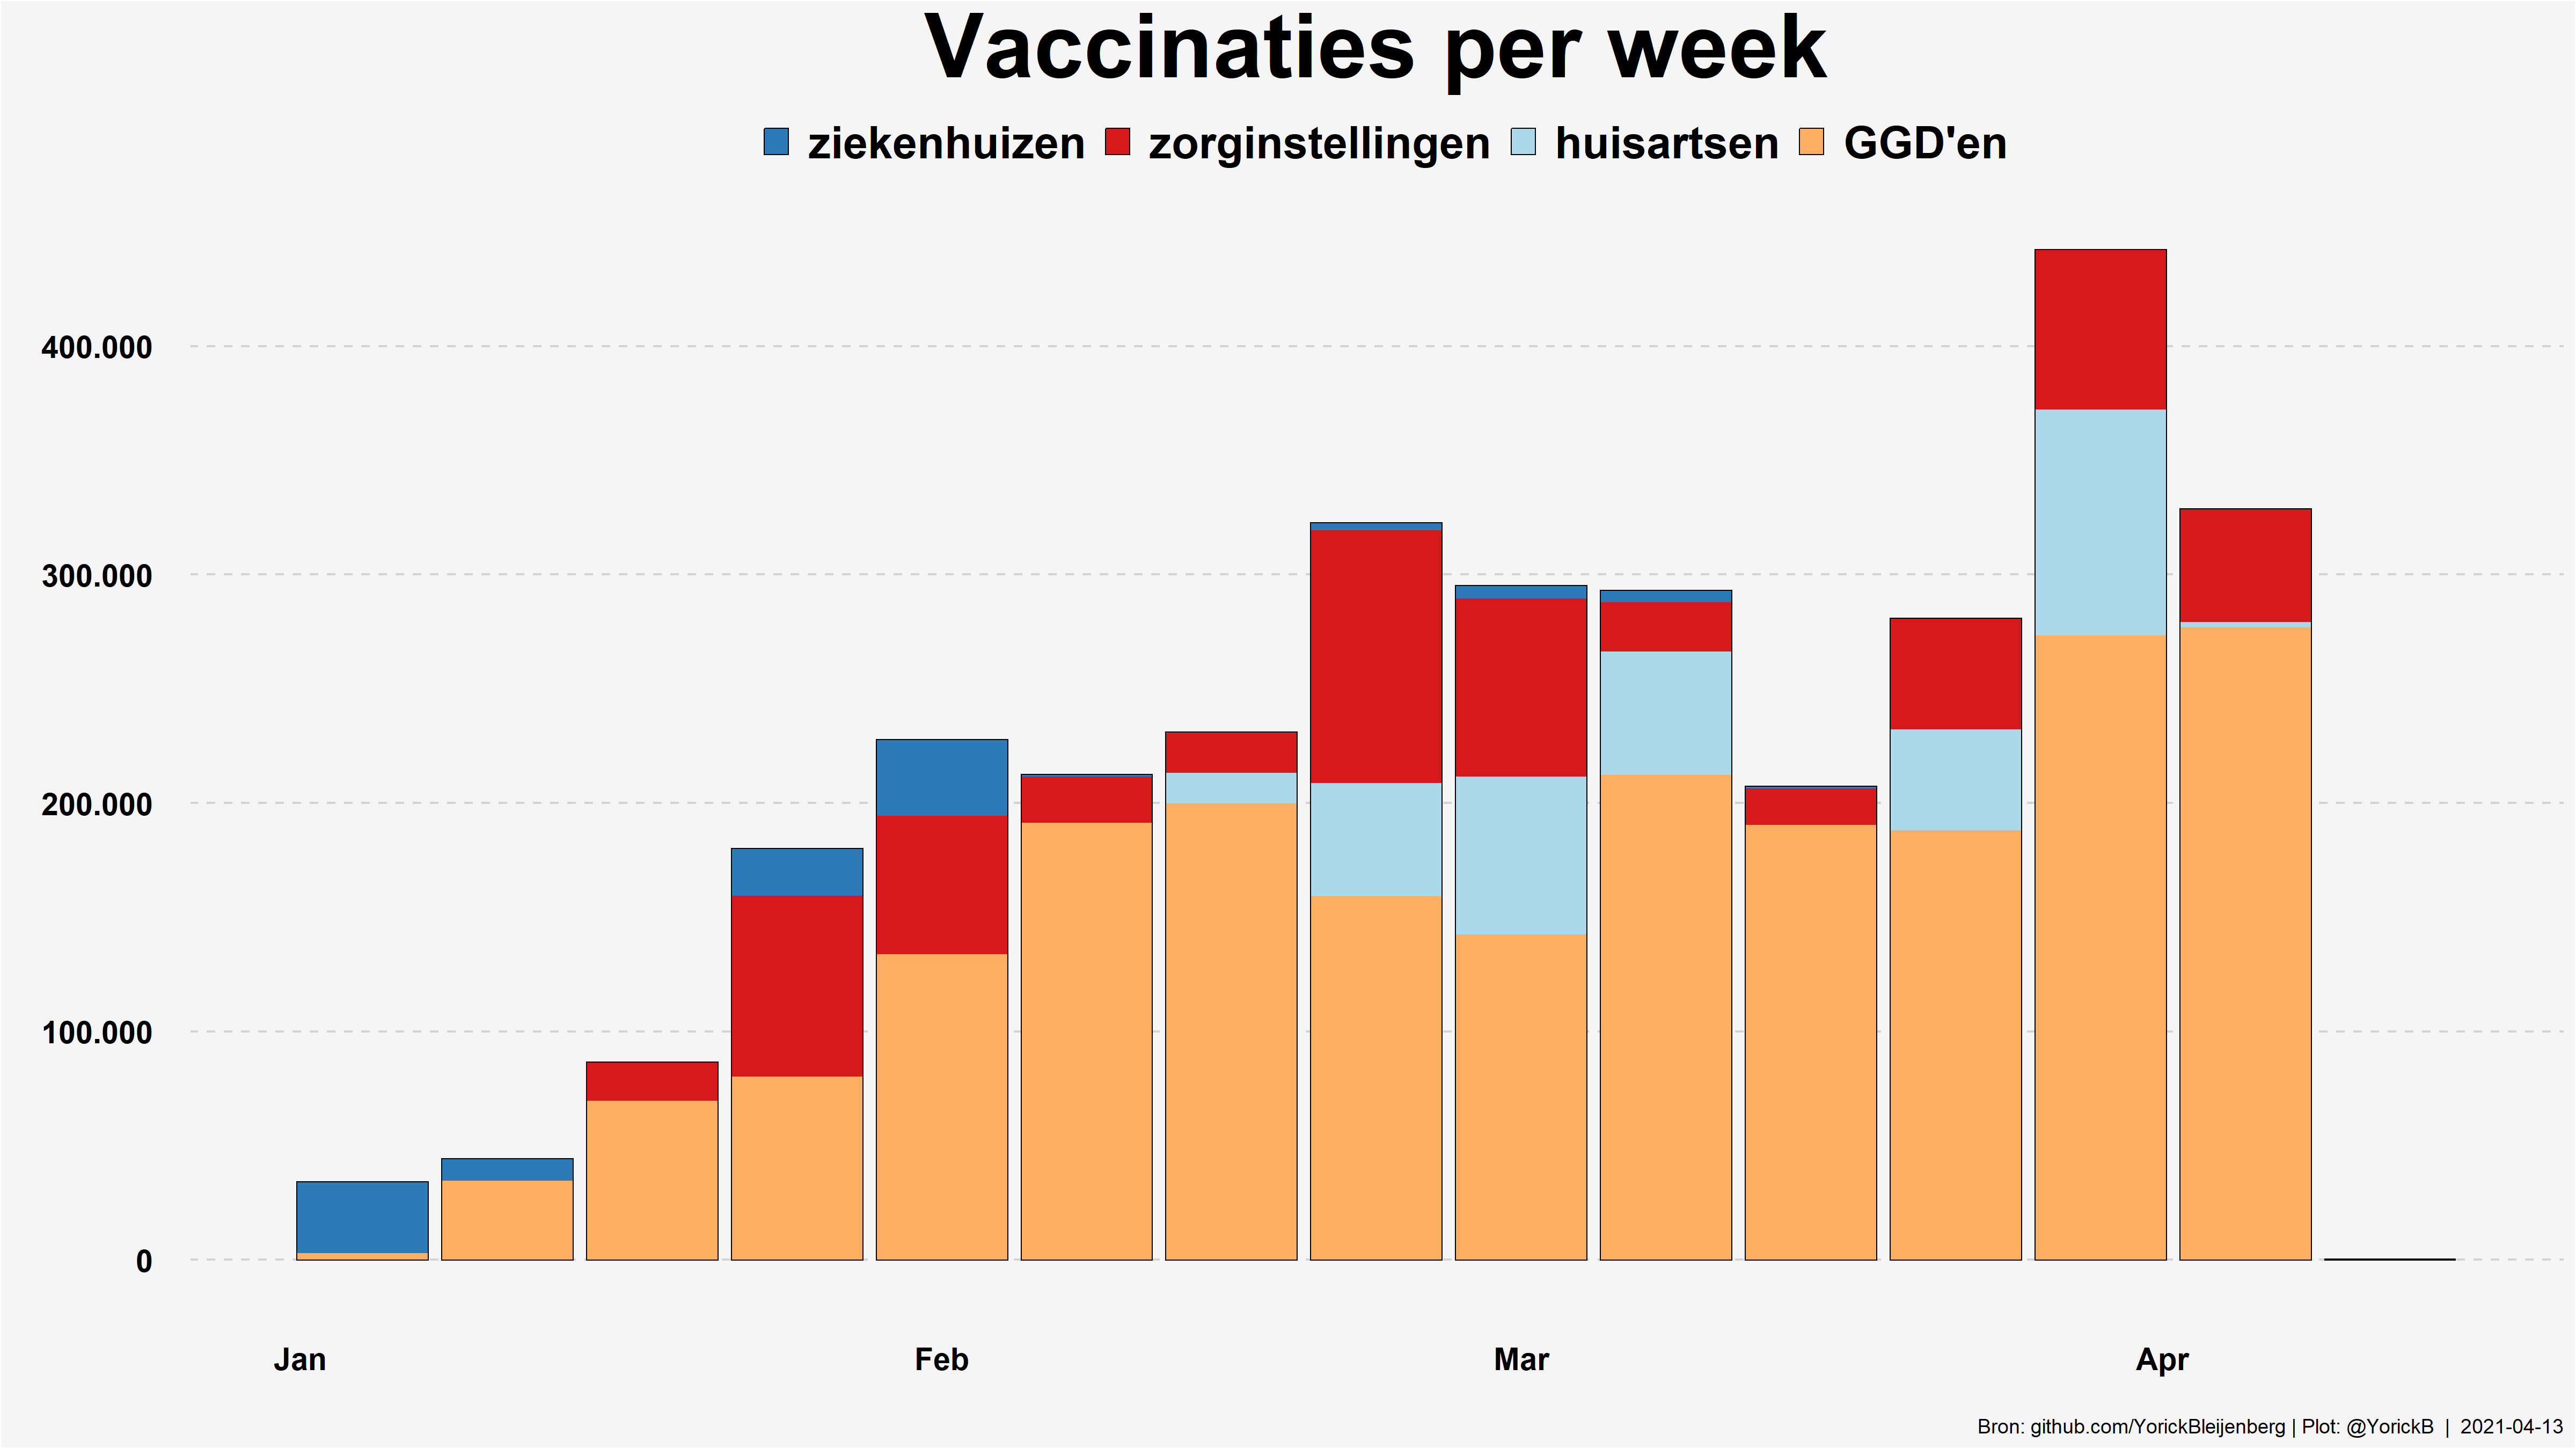 Vaccinaties per week
ziekenhuizen zorginstellingen huisartsen GGD'en
400.000
300.000
200.000
100.000
0
Jan Feb Mar Apr
Bron: github.com/YorickBleijenberg | Plot: @YorickB | 2021-04-13